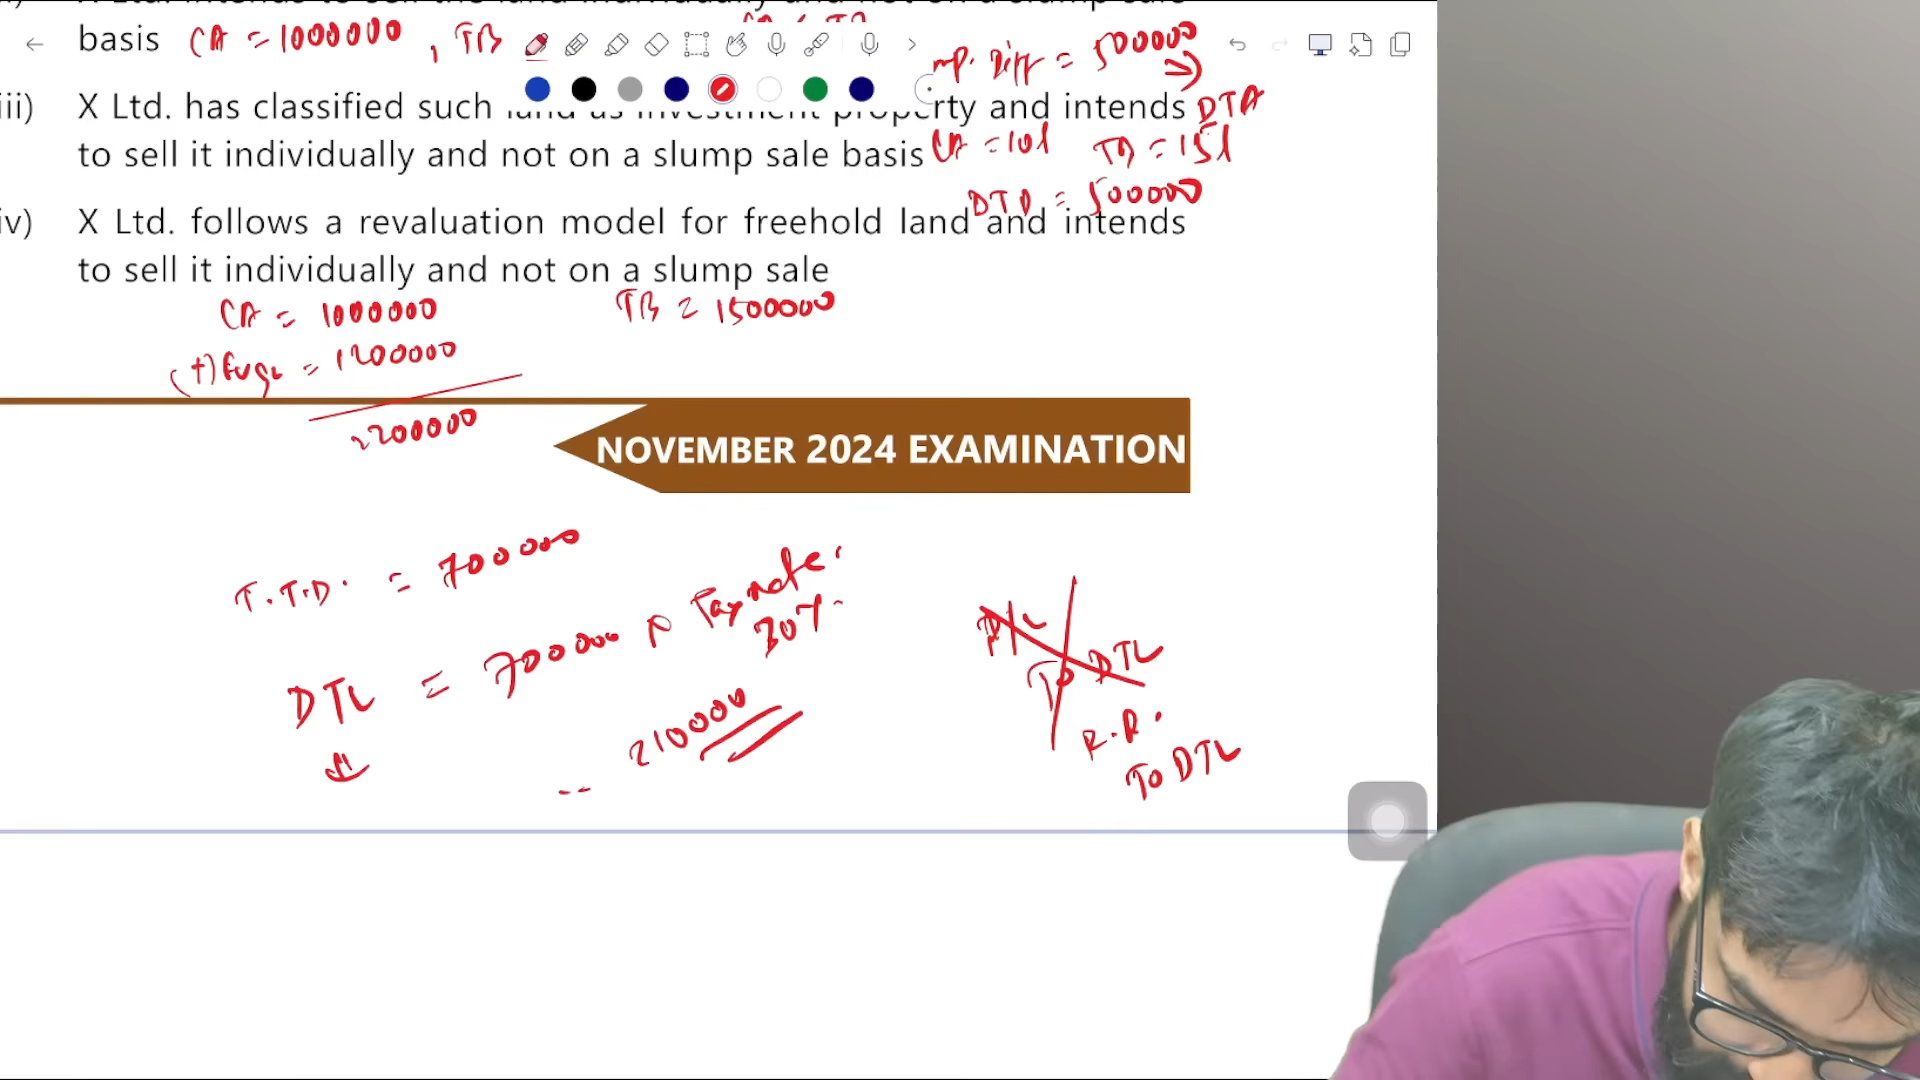 basis CA = 1000000 , TB
mp. Diff = 500000
iii) X Ltd. has classified such land as investment property and intends DTA
to sell it individually and not on a slump sale basis CA = 10l TB = 15l
= 500000
iv) X Ltd. follows a revaluation model for freehold land and intends
to sell it individually and not on a slump sale
CA = 1000000 TB = 1500000
(+) = 1200000
2200000
NOVEMBER 2024 EXAMINATION
T.T.D. = 700000
DTL = 700000 × Tax rate
30%
210000
P/L
To DTL
R.R.
To DTL